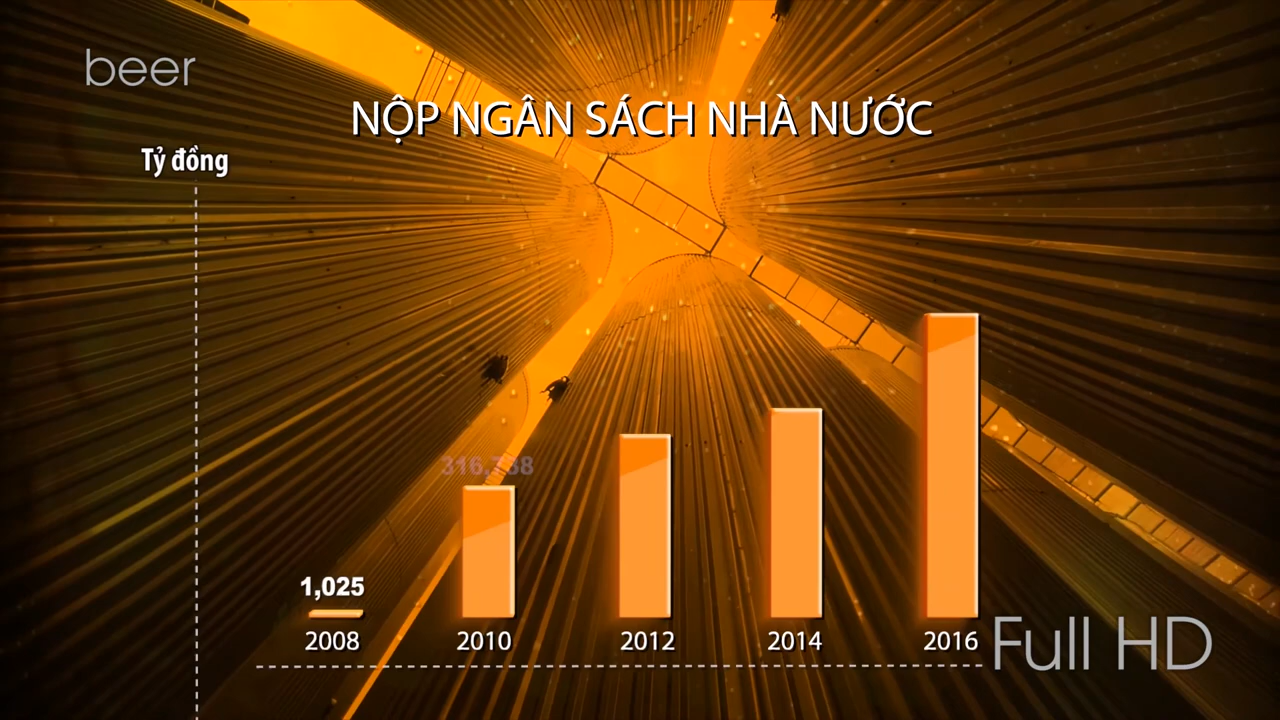 beer
NỘP NGÂN SÁCH NHÀ NƯỚC
Tỷ đồng
1,025
2008
2010
2012
2014
2016
Full HD